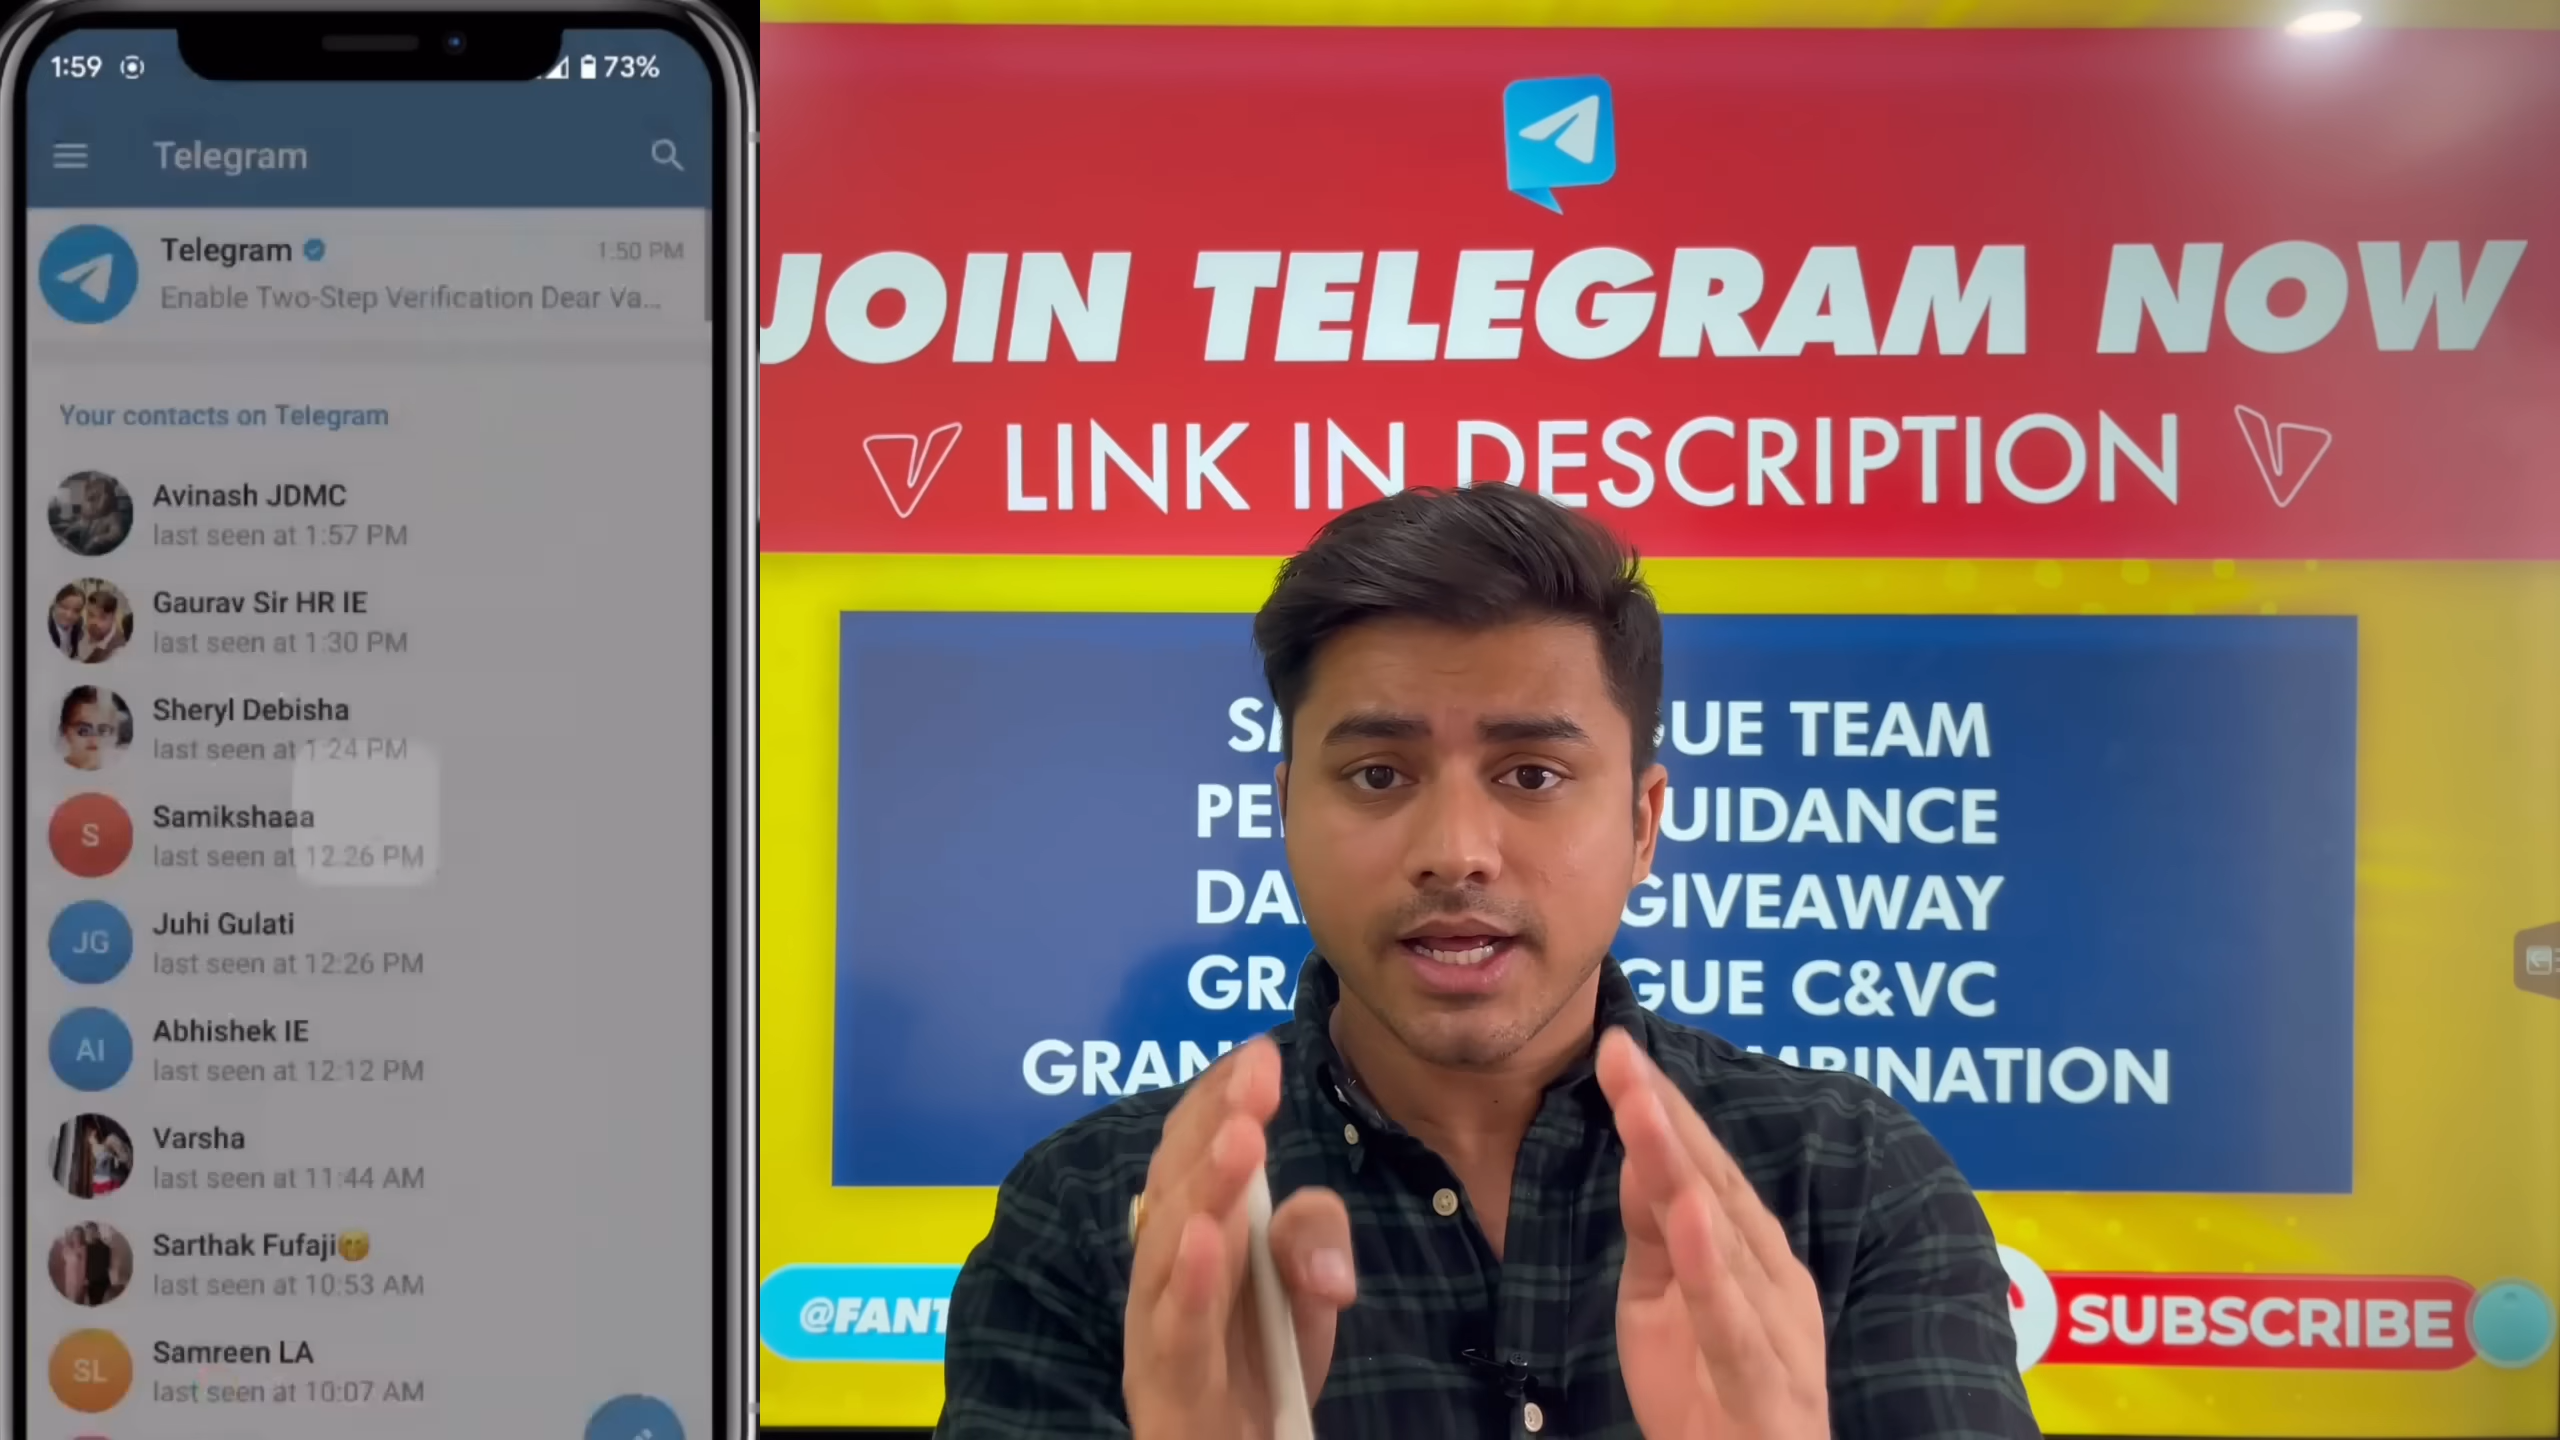 1:59
73%
Telegram
Telegram
1:50 PM
Enable Two-Step Verification Dear Va...
Your contacts on Telegram
Avinash JDMC
last seen at 1:57 PM
Gaurav Sir HR IE
last seen at 1:30 PM
Sheryl Debisha
last seen at 1:24 PM
S
Samikshaaa
last seen at 12:26 PM
JG
Juhi Gulati
last seen at 12:26 PM
AI
Abhishek IE
last seen at 12:12 PM
Varsha
last seen at 11:44 AM
Sarthak Fufaji🤫
last seen at 10:53 AM
SL
Samreen LA
last seen at 10:07 AM
JOIN TELEGRAM NOW
LINK IN DESCRIPTION
TEAM
GIVEAWAY
C&VC
SUBSCRIBE